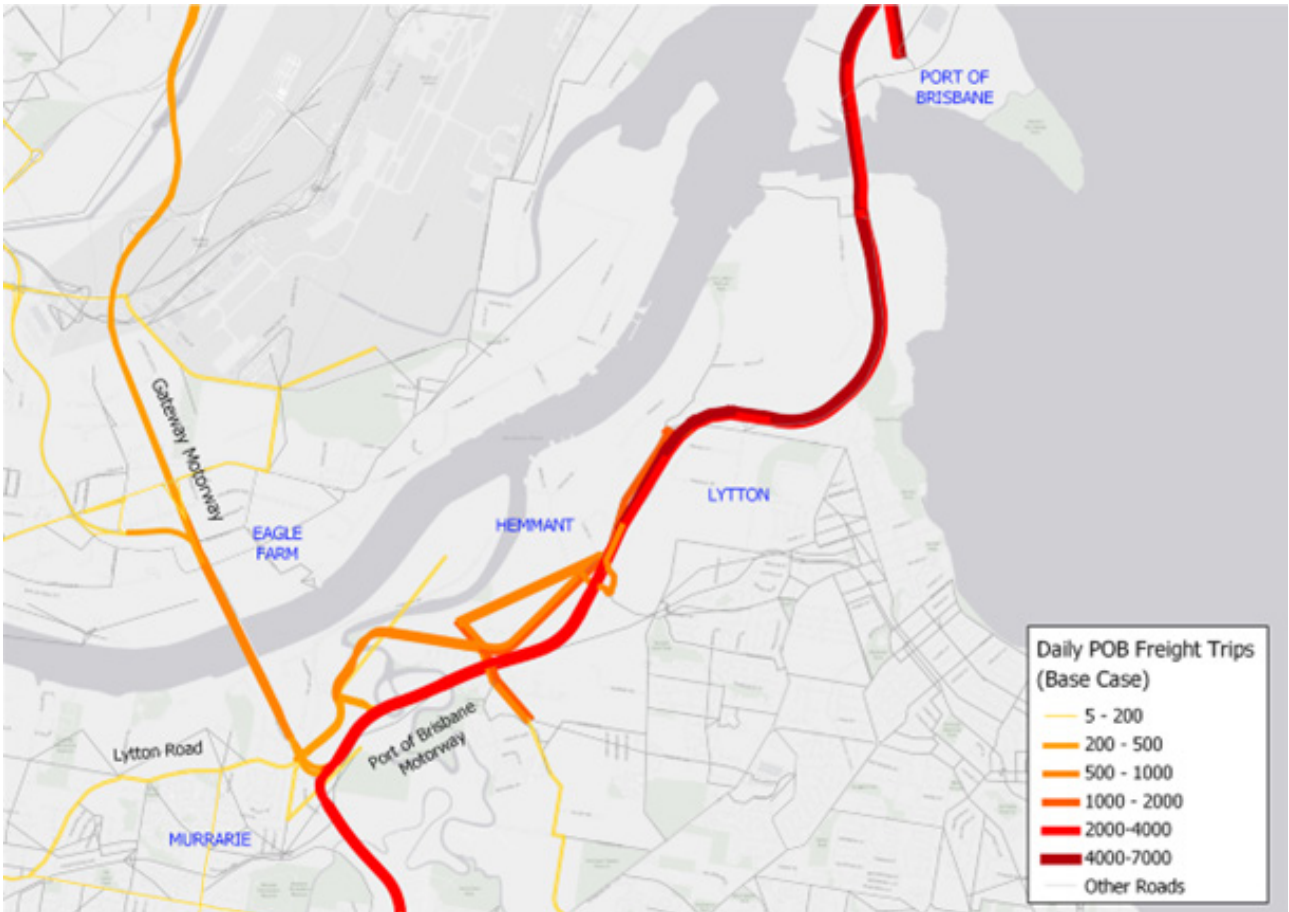 PORT OF
BRISBANE
Gateway Motorway
EAGLE
FARM
HEMMANT
LYTTON
Lytton Road
Port of Brisbane
Motorway
MURRARIE
Daily POB Freight Trips
(Base Case)
5 - 200
200 - 500
500 - 1000
1000 - 2000
2000-4000
4000-7000
Other Roads